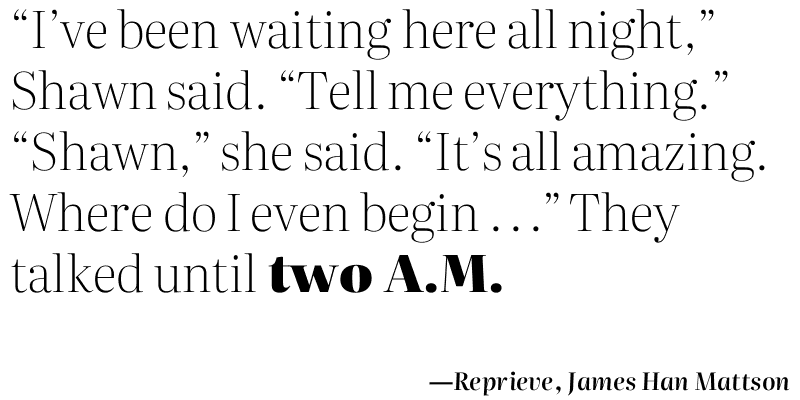 “I’ve been waiting here all night,”
Shawn said. “Tell me everything.”
“Shawn,” she said. “It’s all amazing.
Where do I even begin . . .” They
talked until two A.M.
—Reprieve, James Han Mattson